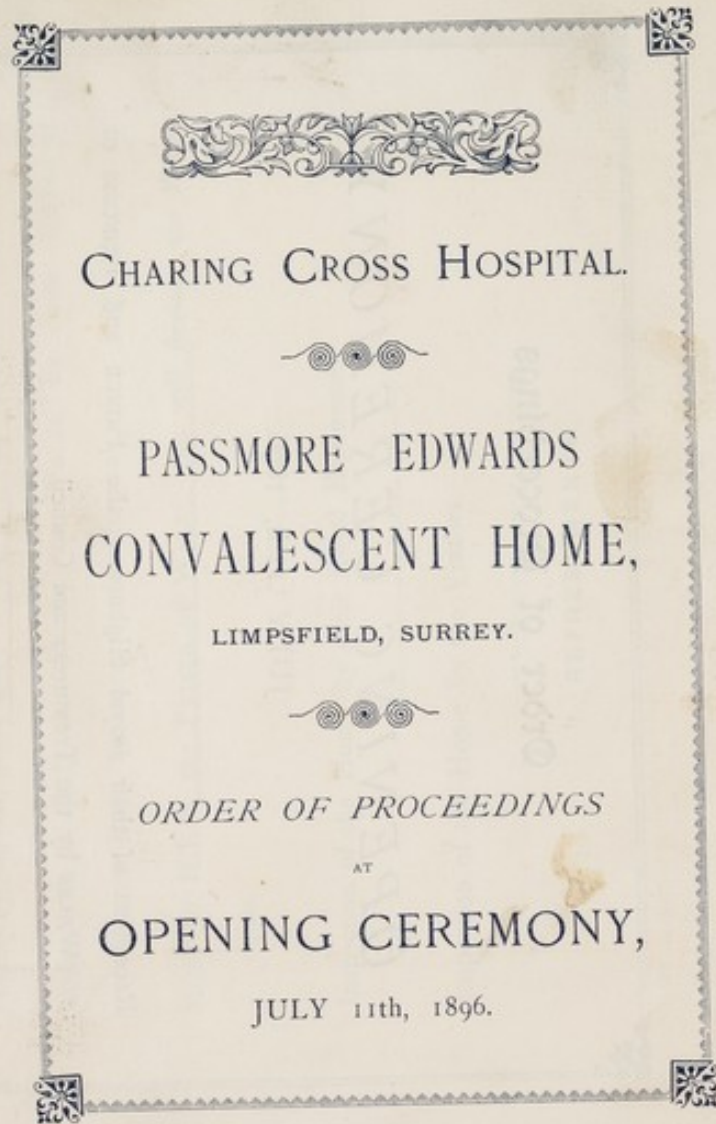 CHARING CROSS HOSPITAL.
PASSMORE EDWARDS
CONVALESCENT HOME,
LIMPSFIELD, SURREY.
ORDER OF PROCEEDINGS
AT
OPENING CEREMONY,
JULY 11th, 1896.